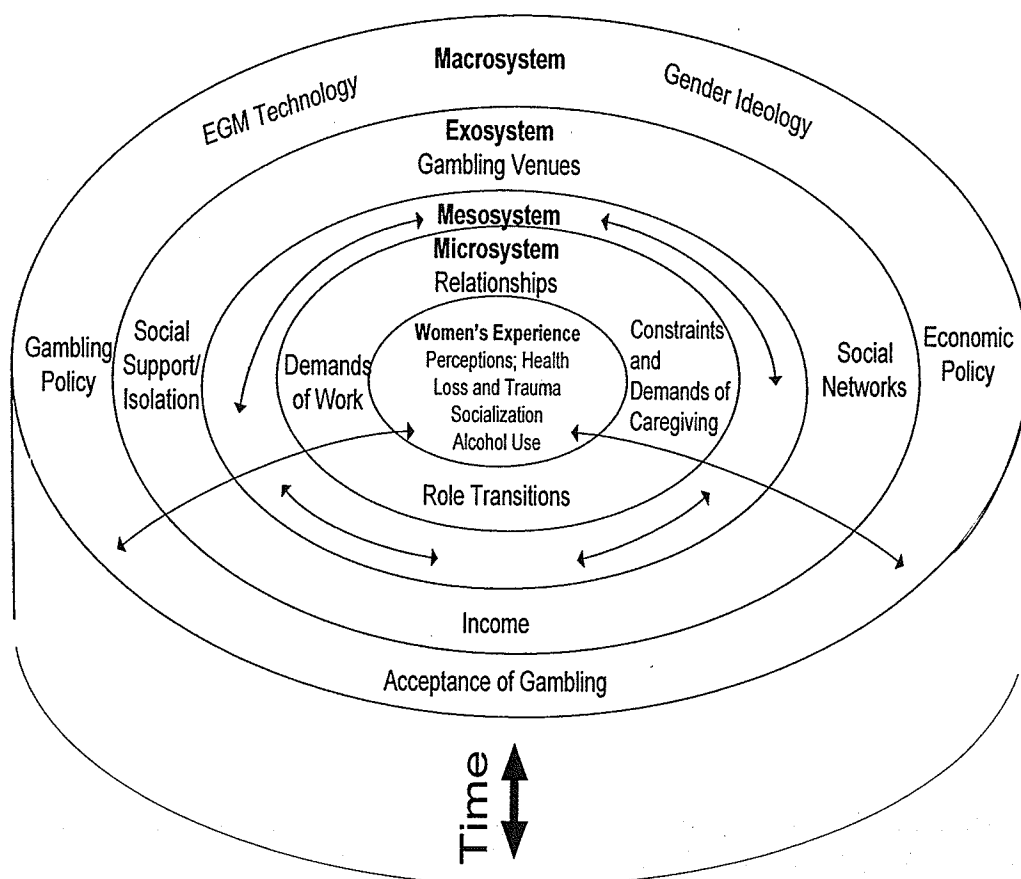 Macrosystem
EGM Technology
Gender Ideology
Exosystem
Gambling Venues
Mesosystem
Microsystem
Relationships
Women's Experience
Perceptions; Health
Loss and Trauma
Socialization
Alcohol Use
Gambling
Policy
Social
Support/
Isolation
Demands
of Work
Constraints
and
Demands of
Caregiving
Social
Networks
Economic
Policy
Role Transitions
Income
Acceptance of Gambling
Time